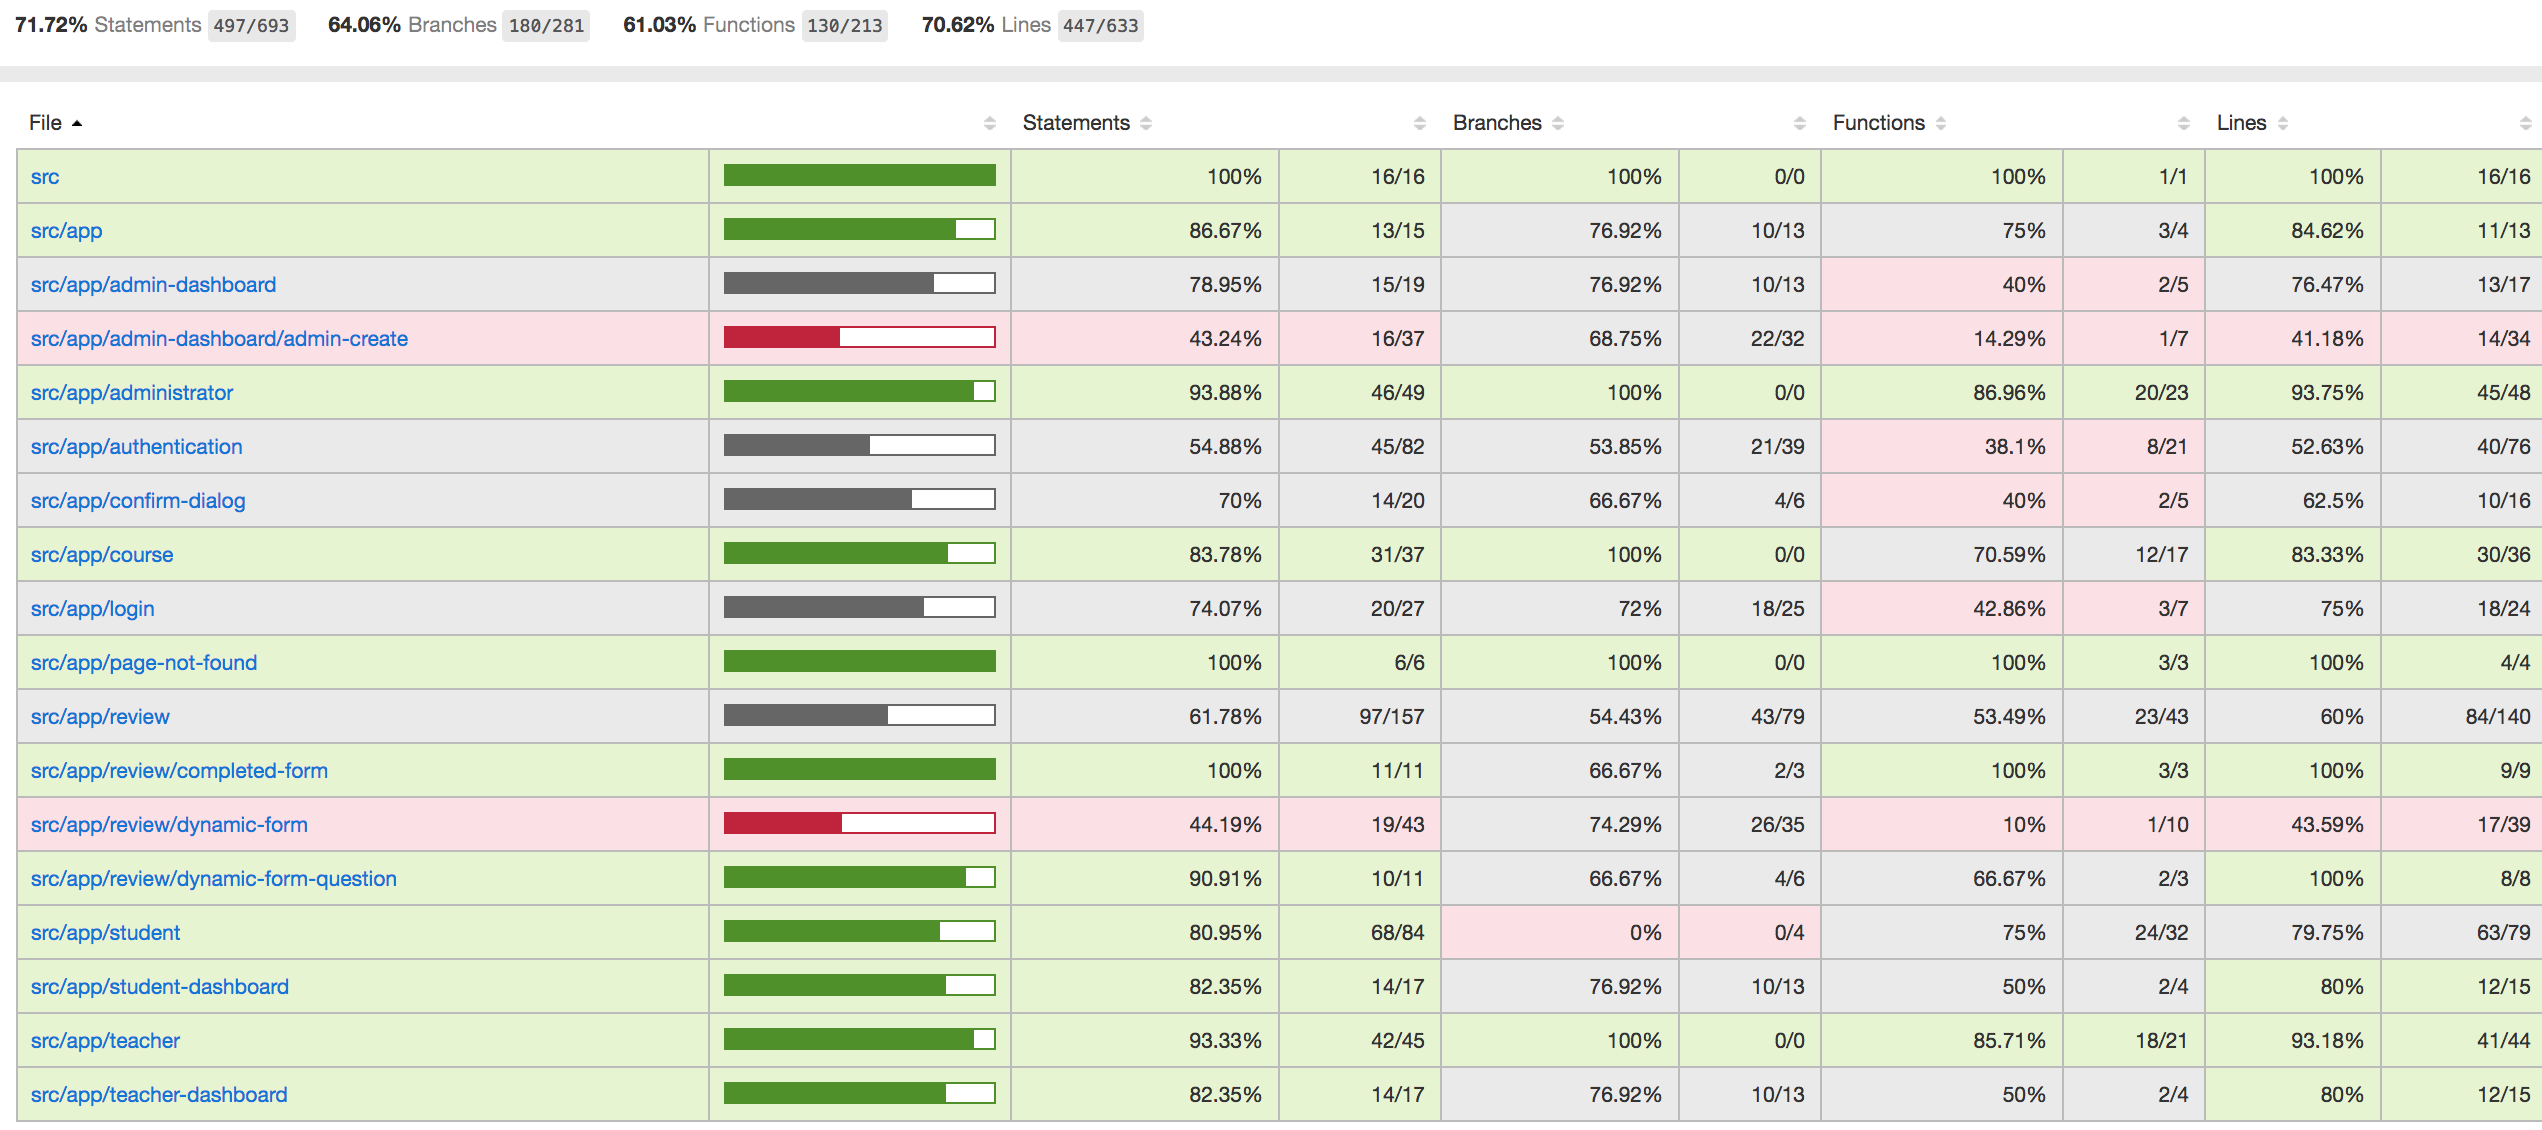 71.72% Statements 497/693 64.06% Branches 180/281 61.03% Functions 130/213 70.62% Lines 447/633
File Statements Branches Functions Lines
src 100% 16/16 100% 0/0 100% 1/1 100% 16/16
src/app 86.67% 13/15 76.92% 10/13 75% 3/4 84.62% 11/13
src/app/admin-dashboard 78.95% 15/19 76.92% 10/13 40% 2/5 76.47% 13/17
src/app/admin-dashboard/admin-create 43.24% 16/37 68.75% 22/32 14.29% 1/7 41.18% 14/34
src/app/administrator 93.88% 46/49 100% 0/0 86.96% 20/23 93.75% 45/48
src/app/authentication 54.88% 45/82 53.85% 21/39 38.1% 8/21 52.63% 40/76
src/app/confirm-dialog 70% 14/20 66.67% 4/6 40% 2/5 62.5% 10/16
src/app/course 83.78% 31/37 100% 0/0 70.59% 12/17 83.33% 30/36
src/app/login 74.07% 20/27 72% 18/25 42.86% 3/7 75% 18/24
src/app/page-not-found 100% 6/6 100% 0/0 100% 3/3 100% 4/4
src/app/review 61.78% 97/157 54.43% 43/79 53.49% 23/43 60% 84/140
src/app/review/completed-form 100% 11/11 66.67% 2/3 100% 3/3 100% 9/9
src/app/review/dynamic-form 44.19% 19/43 74.29% 26/35 10% 1/10 43.59% 17/39
src/app/review/dynamic-form-question 90.91% 10/11 66.67% 4/6 66.67% 2/3 100% 8/8
src/app/student 80.95% 68/84 0% 0/4 75% 24/32 79.75% 63/79
src/app/student-dashboard 82.35% 14/17 76.92% 10/13 50% 2/4 80% 12/15
src/app/teacher 93.33% 42/45 100% 0/0 85.71% 18/21 93.18% 41/44
src/app/teacher-dashboard 82.35% 14/17 76.92% 10/13 50% 2/4 80% 12/15